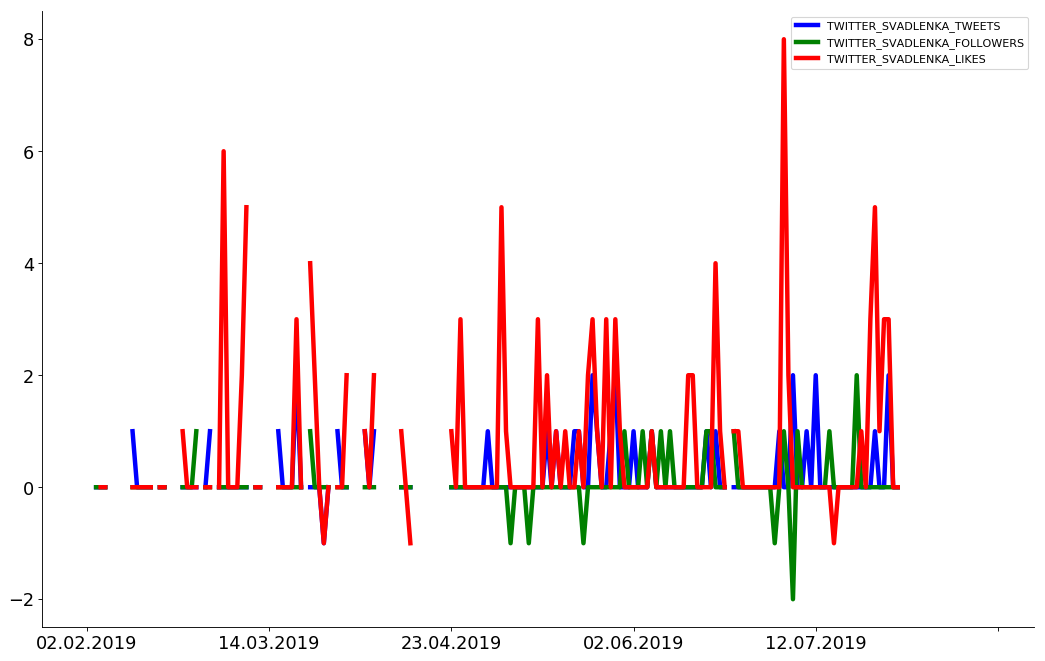 TWITTER_SVADLENKA_TWEETS
TWITTER_SVADLENKA_FOLLOWERS
TWITTER_SVADLENKA_LIKES
8
6
4
2
0
−2
02.02.2019 14.03.2019 23.04.2019 02.06.2019 12.07.2019